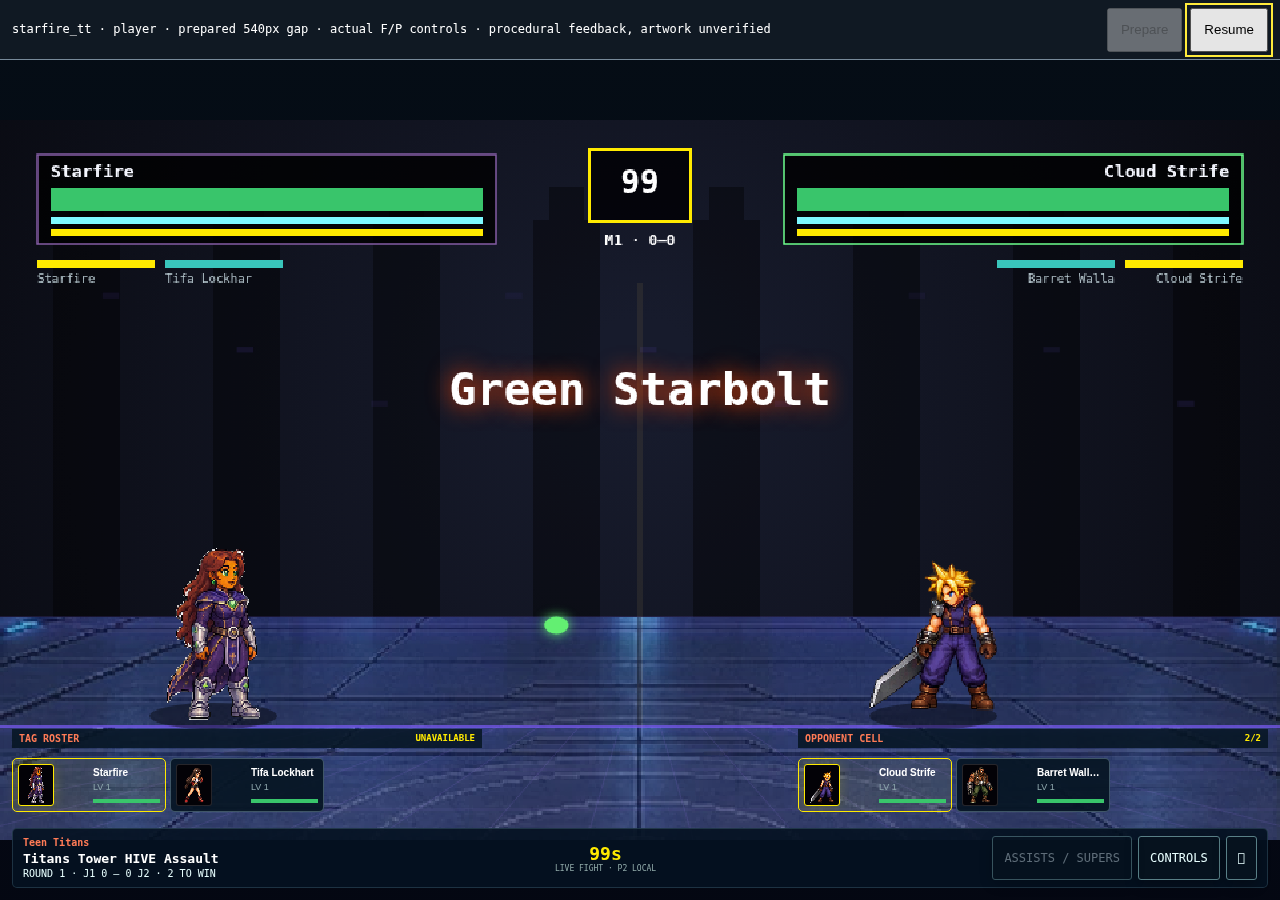 starfire_tt · player · prepared 540px gap · actual F/P controls · procedural feedback, artwork unverified
Prepare
Resume
Starfire
99
Cloud Strife
M1 · 0—0
Starfire
Tifa Lockhar
Barret Walla
Cloud Strife
Green Starbolt
TAG ROSTER
UNAVAILABLE
OPPONENT CELL
2/2
Starfire
LV 1
Tifa Lockhart
LV 1
Cloud Strife
LV 1
Barret Wall…
LV 1
Teen Titans
Titans Tower HIVE Assault
ROUND 1 · J1 0 — 0 J2 · 2 TO WIN
99s
LIVE FIGHT · P2 LOCAL
ASSISTS / SUPERS
CONTROLS